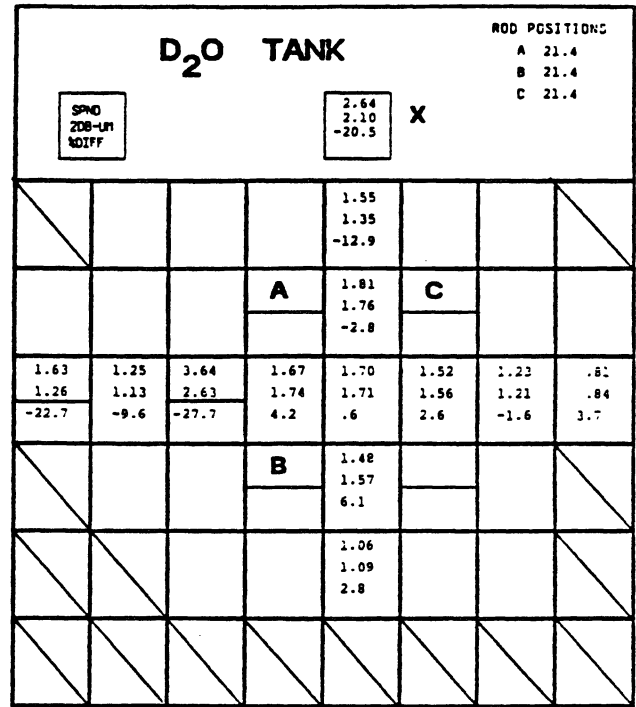 D2O TANK
ROD POSITIONS
A 21.4
B 21.4
C 21.4
SPND
2DB-UM
%DIFF
2.64
2.10
-20.5
X
1.55
1.35
-12.9
A
1.81
1.76
-2.8
C
1.63 1.25 3.64 1.67 1.70 1.52 1.23 .81
1.26 1.13 2.63 1.74 1.71 1.56 1.21 .84
-22.7 -9.6 -27.7 4.2 .6 2.6 -1.6 3.7
B
1.48
1.57
6.1
1.06
1.09
2.8